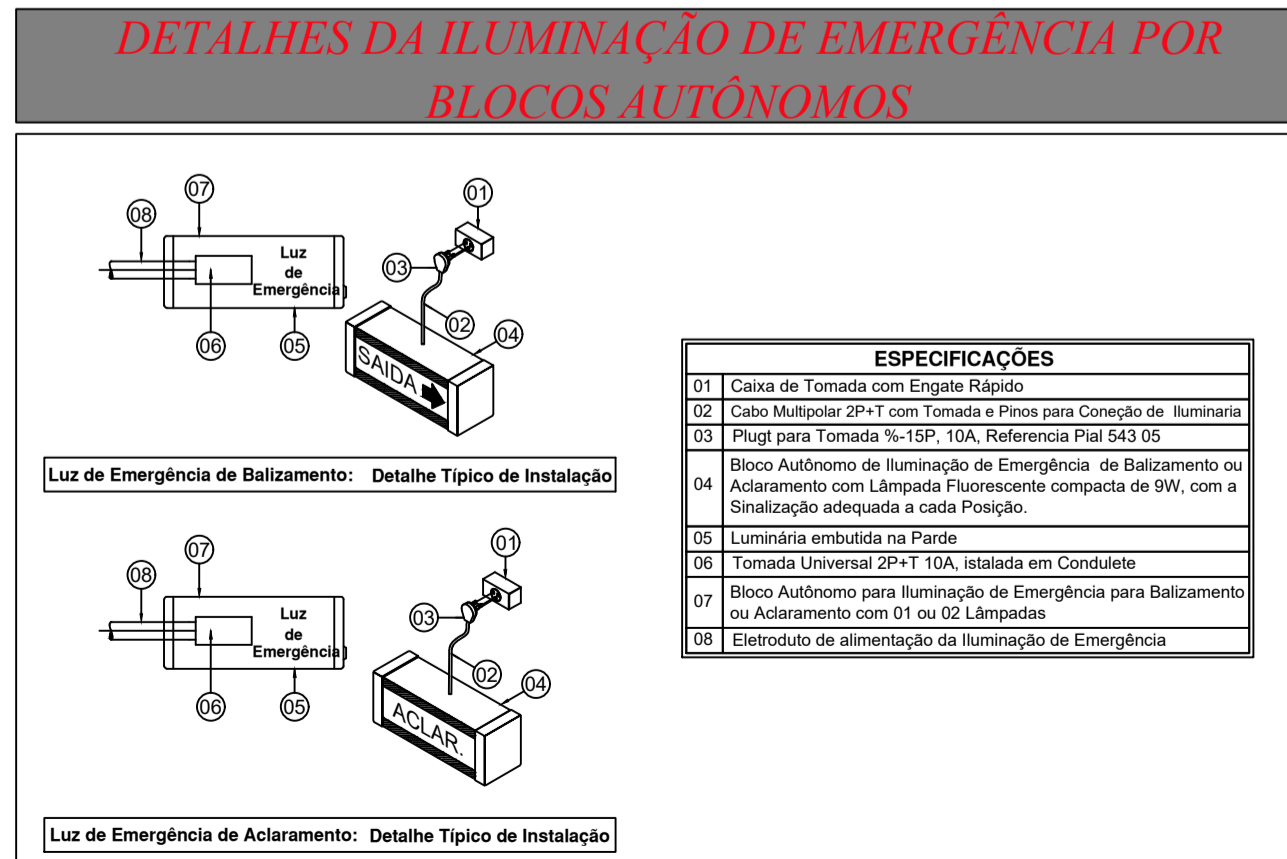 DETALHES DA ILUMINAÇÃO DE EMERGÊNCIA POR
BLOCOS AUTÔNOMOS
07
08
Luz
de
Emergência
06
05
01
03
02
04
SAIDA
Luz de Emergência de Balizamento: Detalhe Típico de Instalação
07
08
Luz
de
Emergência
06
05
01
03
02
04
ACLAR.
Luz de Emergência de Aclaramento: Detalhe Típico de Instalação
ESPECIFICAÇÕES
01 Caixa de Tomada com Engate Rápido
02 Cabo Multipolar 2P+T com Tomada e Pinos para Coneção de Iluminaria
03 Plugt para Tomada %-15P, 10A, Referencia Pial 543 05
04 Bloco Autônomo de Iluminação de Emergência de Balizamento ou
Aclaramento com Lâmpada Fluorescente compacta de 9W, com a
Sinalização adequada a cada Posição.
05 Luminária embutida na Parde
06 Tomada Universal 2P+T 10A, istalada em Condulete
07 Bloco Autônomo para Iluminação de Emergência para Balizamento
ou Aclaramento com 01 ou 02 Lâmpadas
08 Eletroduto de alimentação da Iluminação de Emergência